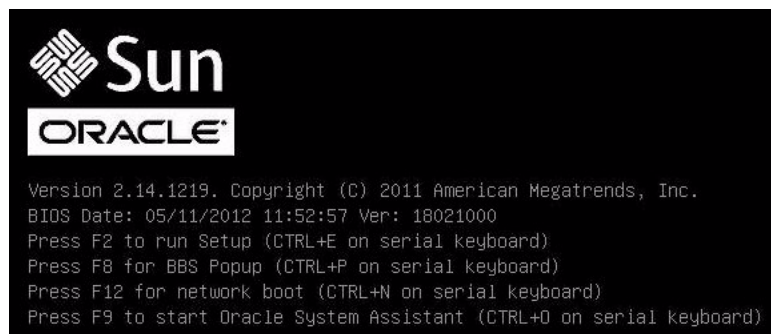 Sun
ORACLE
Version 2.14.1219. Copyright (C) 2011 American Megatrends, Inc.
BIOS Date: 05/11/2012 11:52:57 Ver: 18021000
Press F2 to run Setup (CTRL+E on serial keyboard)
Press F8 for BBS Popup (CTRL+P on serial keyboard)
Press F12 for network boot (CTRL+N on serial keyboard)
Press F9 to start Oracle System Assistant (CTRL+O on serial keyboard)